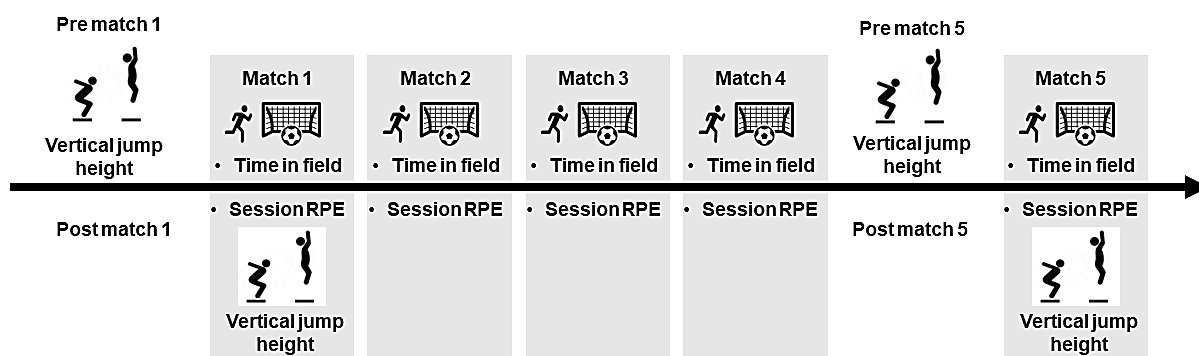 Pre match 1
Vertical jump
height
Match 1
• Time in field
Match 2
• Time in field
Match 3
• Time in field
Match 4
• Time in field
Pre match 5
Vertical jump
height
Match 5
• Time in field
Post match 1
• Session RPE
Vertical jump
height
• Session RPE
• Session RPE
• Session RPE
Post match 5
• Session RPE
Vertical jump
height